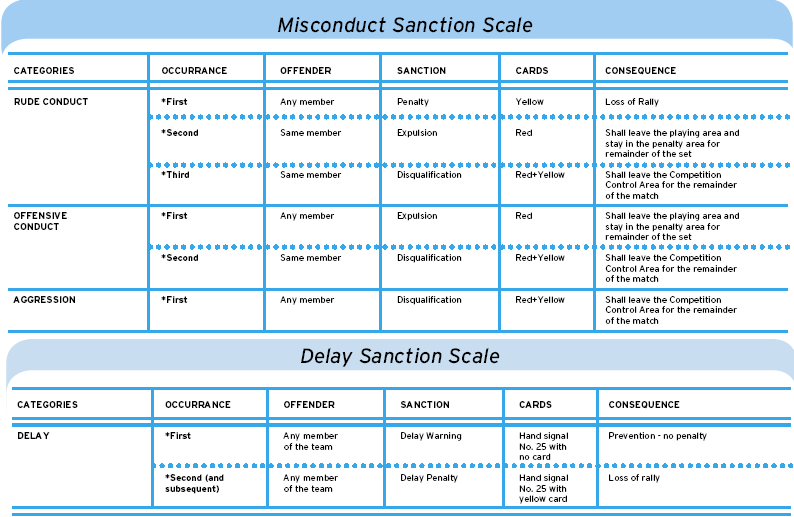 Misconduct Sanction Scale
CATEGORIES OCCURRANCE OFFENDER SANCTION CARDS CONSEQUENCE
RUDE CONDUCT *First Any member Penalty Yellow Loss of Rally
*Second Same member Expulsion Red Shall leave the playing area and
stay in the penalty area for
remainder of the set
*Third Same member Disqualification Red+Yellow Shall leave the Competition
Control Area for the remainder
of the match
OFFENSIVE *First Any member Expulsion Red Shall leave the playing area and
CONDUCT stay in the penalty area for
remainder of the set
*Second Same member Disqualification Red+Yellow Shall leave the Competition
Control Area for the remainder
of the match
AGGRESSION *First Any member Disqualification Red+Yellow Shall leave the Competition
Control Area for the remainder
of the match
Delay Sanction Scale
CATEGORIES OCCURRANCE OFFENDER SANCTION CARDS CONSEQUENCE
DELAY *First Any member Delay Warning Hand signal Prevention - no penalty
of the team No. 25 with
no card
*Second (and Any member Delay Penalty Hand signal Loss of rally
subsequent) of the team No. 25 with
yellow card